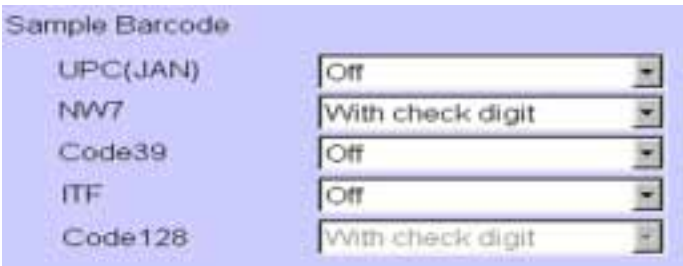 Sample Barcode
UPC(JAN) Off
NW7 With check digit
Code39 Off
ITF Off
Code128 With check digit